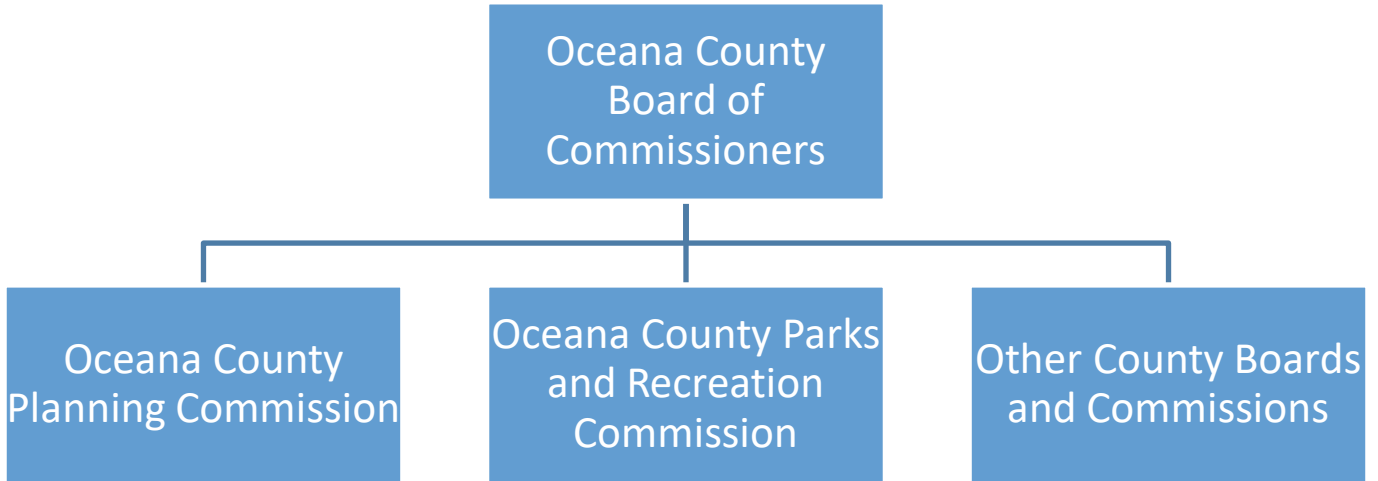 Oceana County
Board of
Commissioners
Oceana County
Planning Commission
Oceana County Parks
and Recreation
Commission
Other County Boards
and Commissions